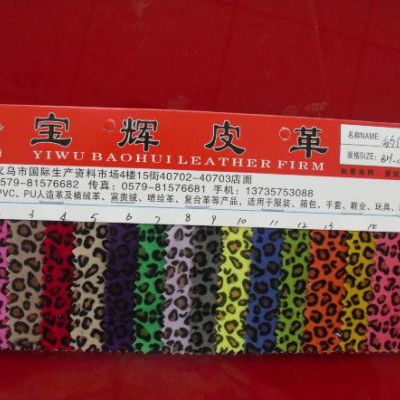 宝 辉 皮 革
YIWU BAOHUI LEATHER FIRM
名称NAME:
规格SIZE: BH-
义乌市国际生产资料市场4楼15街40702-40703店面
0579-81576682 传真: 0579-81576681 手机: 13735753088
PVC、PU人造革及植绒革、富贵绒、喷绘革、复合革等产品,适用于服装、箱包、手套、鞋业、玩具、
3 4 5 6 7 8 9 10 11 12 13 14 15